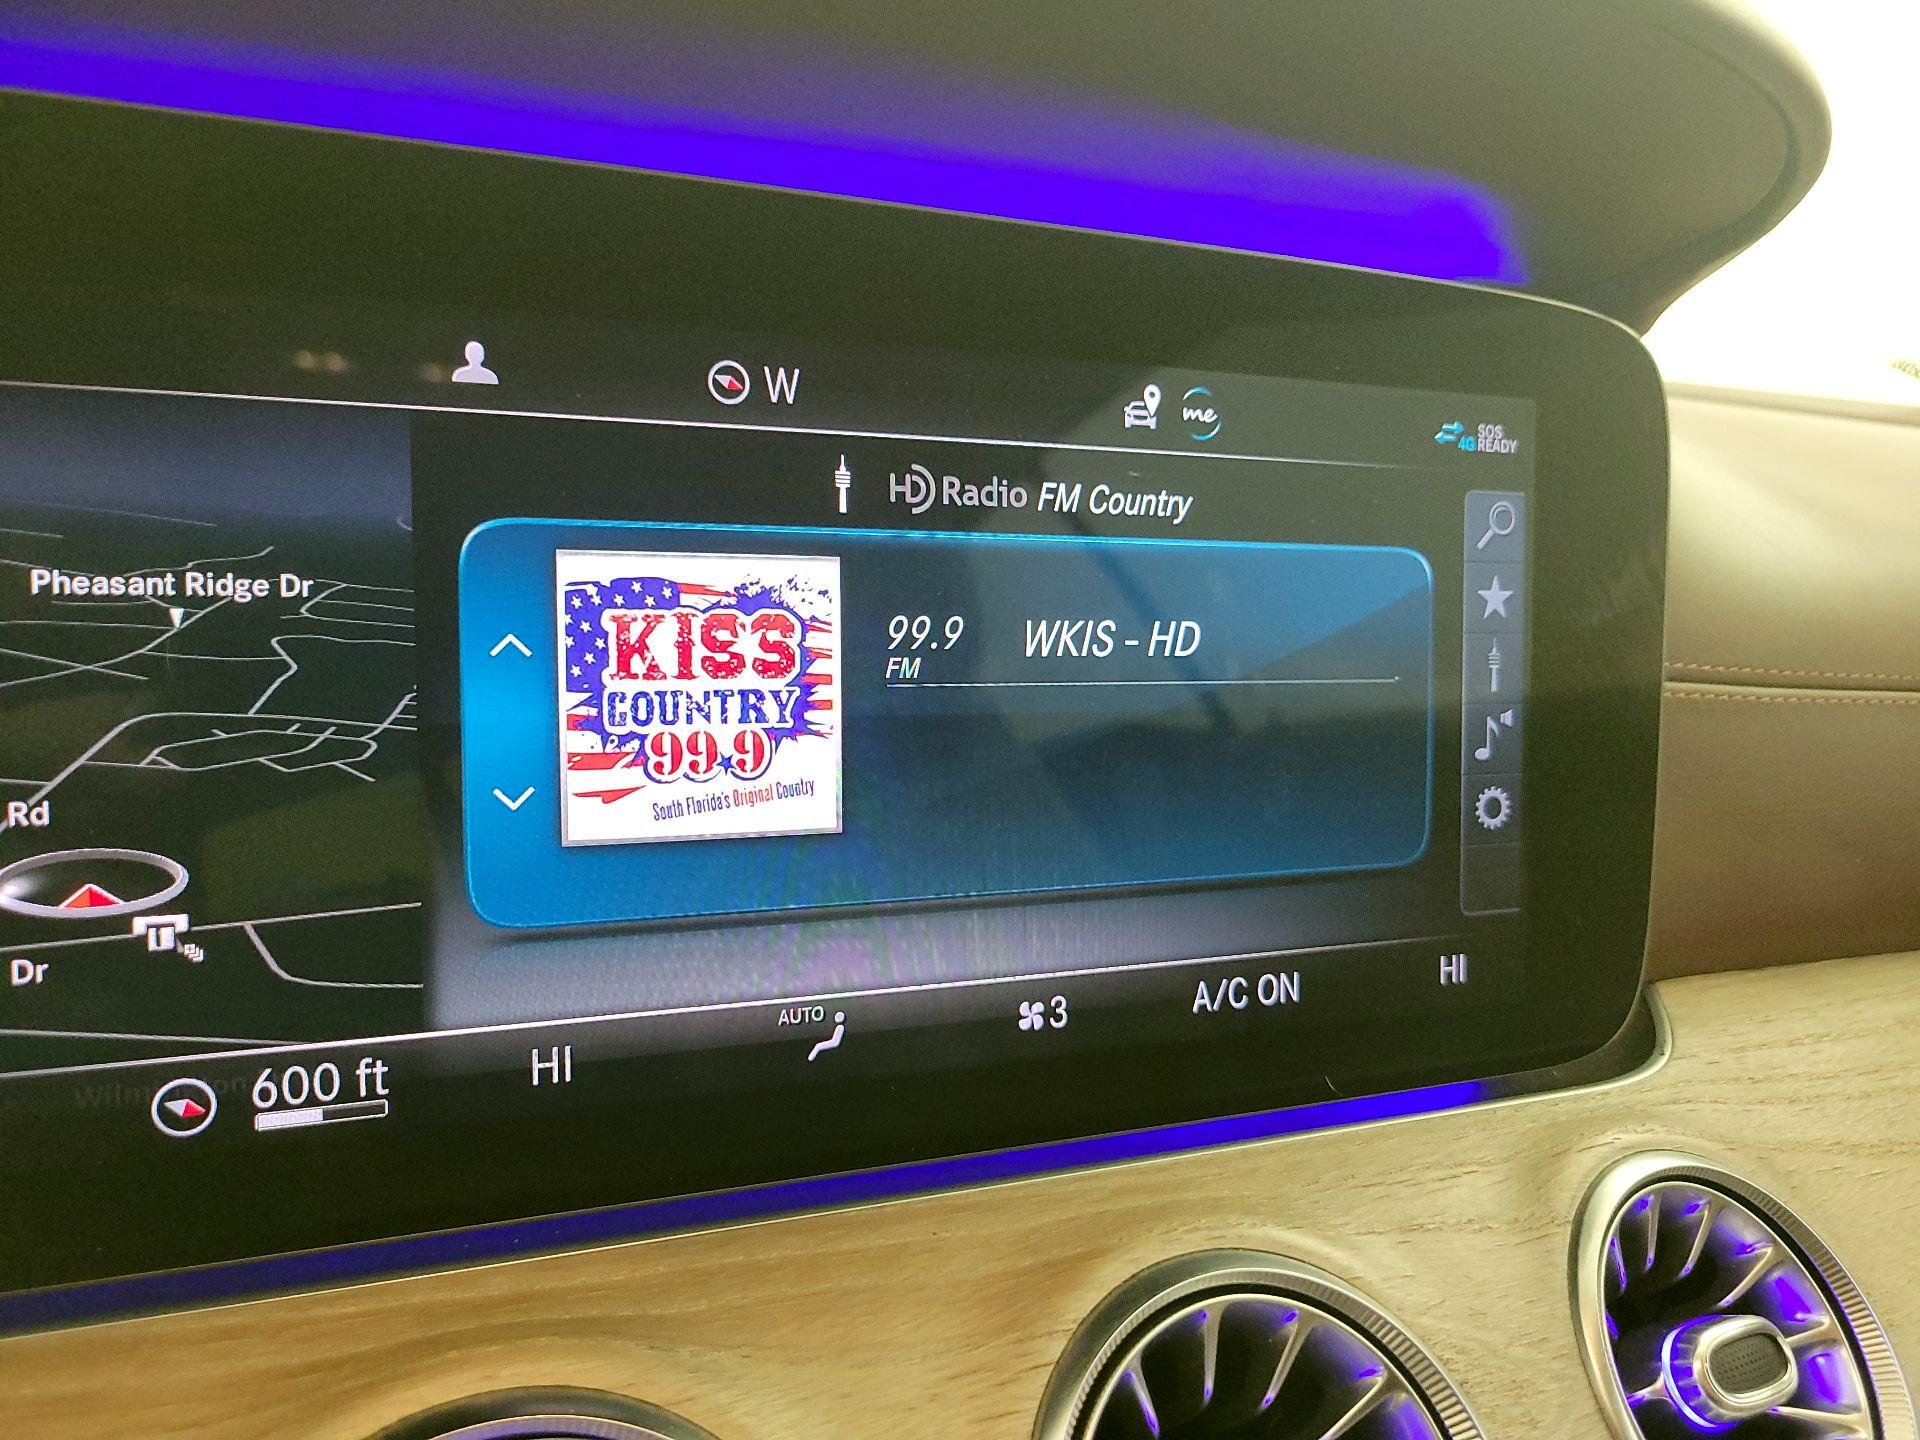 W
me
4G SOS READY
HD Radio FM Country
Pheasant Ridge Dr
KISS
COUNTRY
99.9
South Florida's Original Country
99.9 WKIS - HD
FM
Rd
Dr
600 ft
HI
AUTO
3
A/C ON
HI